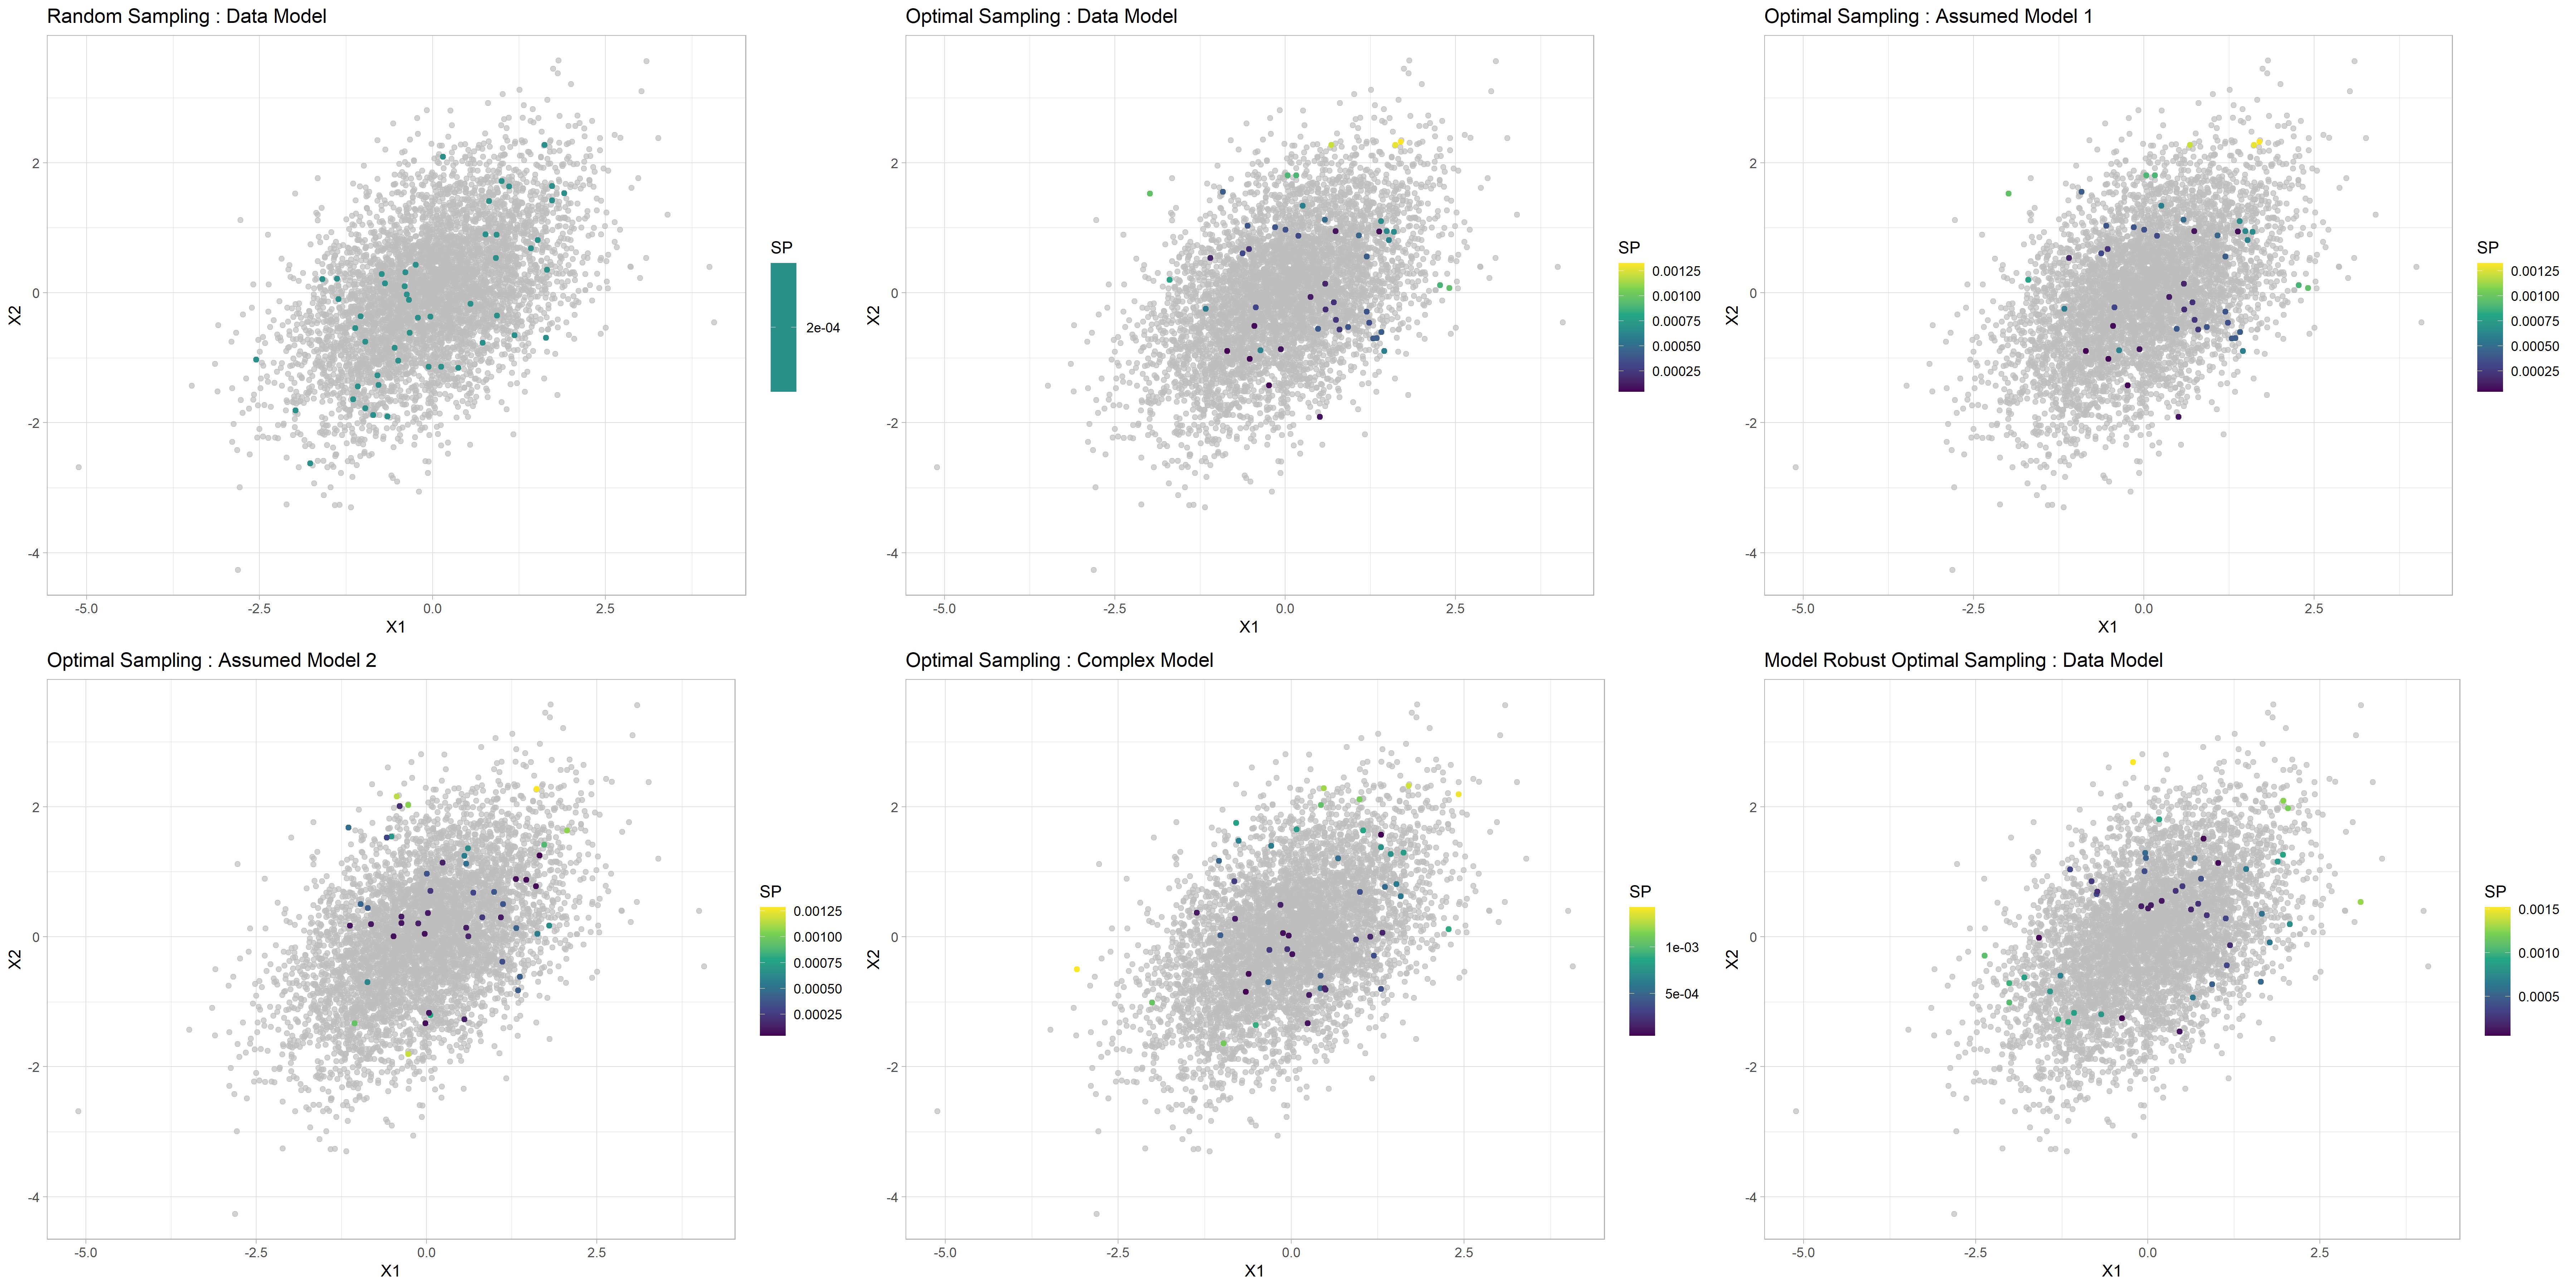 Random Sampling : Data Model
X2
2
0
-2
-4
-5.0
-2.5
0.0
2.5
X1
SP
2e-04
Optimal Sampling : Data Model
X2
2
0
-2
-4
-5.0
-2.5
0.0
2.5
X1
SP
0.00125
0.00100
0.00075
0.00050
0.00025
Optimal Sampling : Assumed Model 1
X2
2
0
-2
-4
-5.0
-2.5
0.0
2.5
X1
SP
0.00125
0.00100
0.00075
0.00050
0.00025
Optimal Sampling : Assumed Model 2
X2
2
0
-2
-4
-5.0
-2.5
0.0
2.5
X1
SP
0.00125
0.00100
0.00075
0.00050
0.00025
Optimal Sampling : Complex Model
X2
2
0
-2
-4
-5.0
-2.5
0.0
2.5
X1
SP
1e-03
5e-04
Model Robust Optimal Sampling : Data Model
X2
2
0
-2
-4
-5.0
-2.5
0.0
2.5
X1
SP
0.0015
0.0010
0.0005